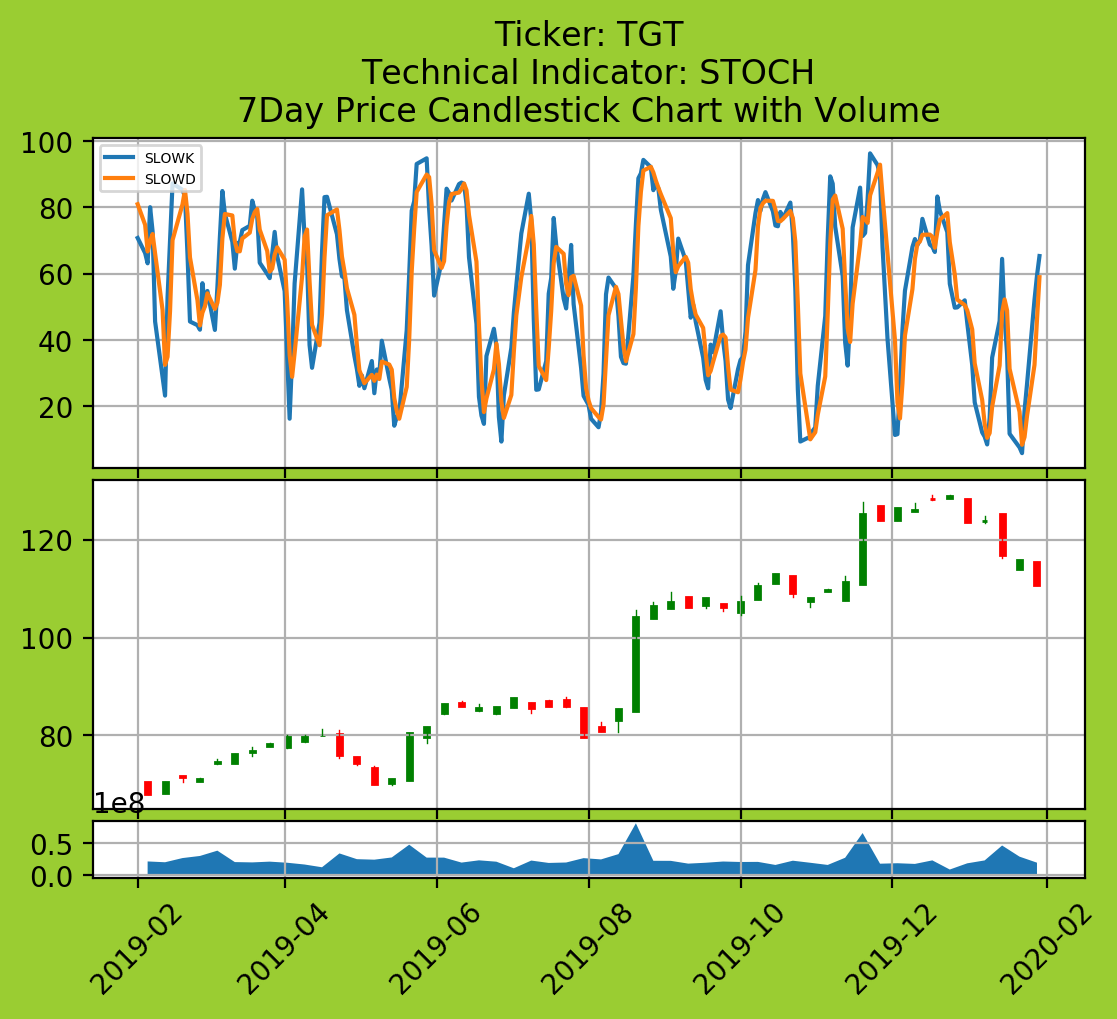 Ticker: TGT
Technical Indicator: STOCH
7Day Price Candlestick Chart with Volume
100
80
60
40
20
SLOWK
SLOWD
120
100
80
1e8
0.5
0.0
2019-02
2019-04
2019-06
2019-08
2019-10
2019-12
2020-02